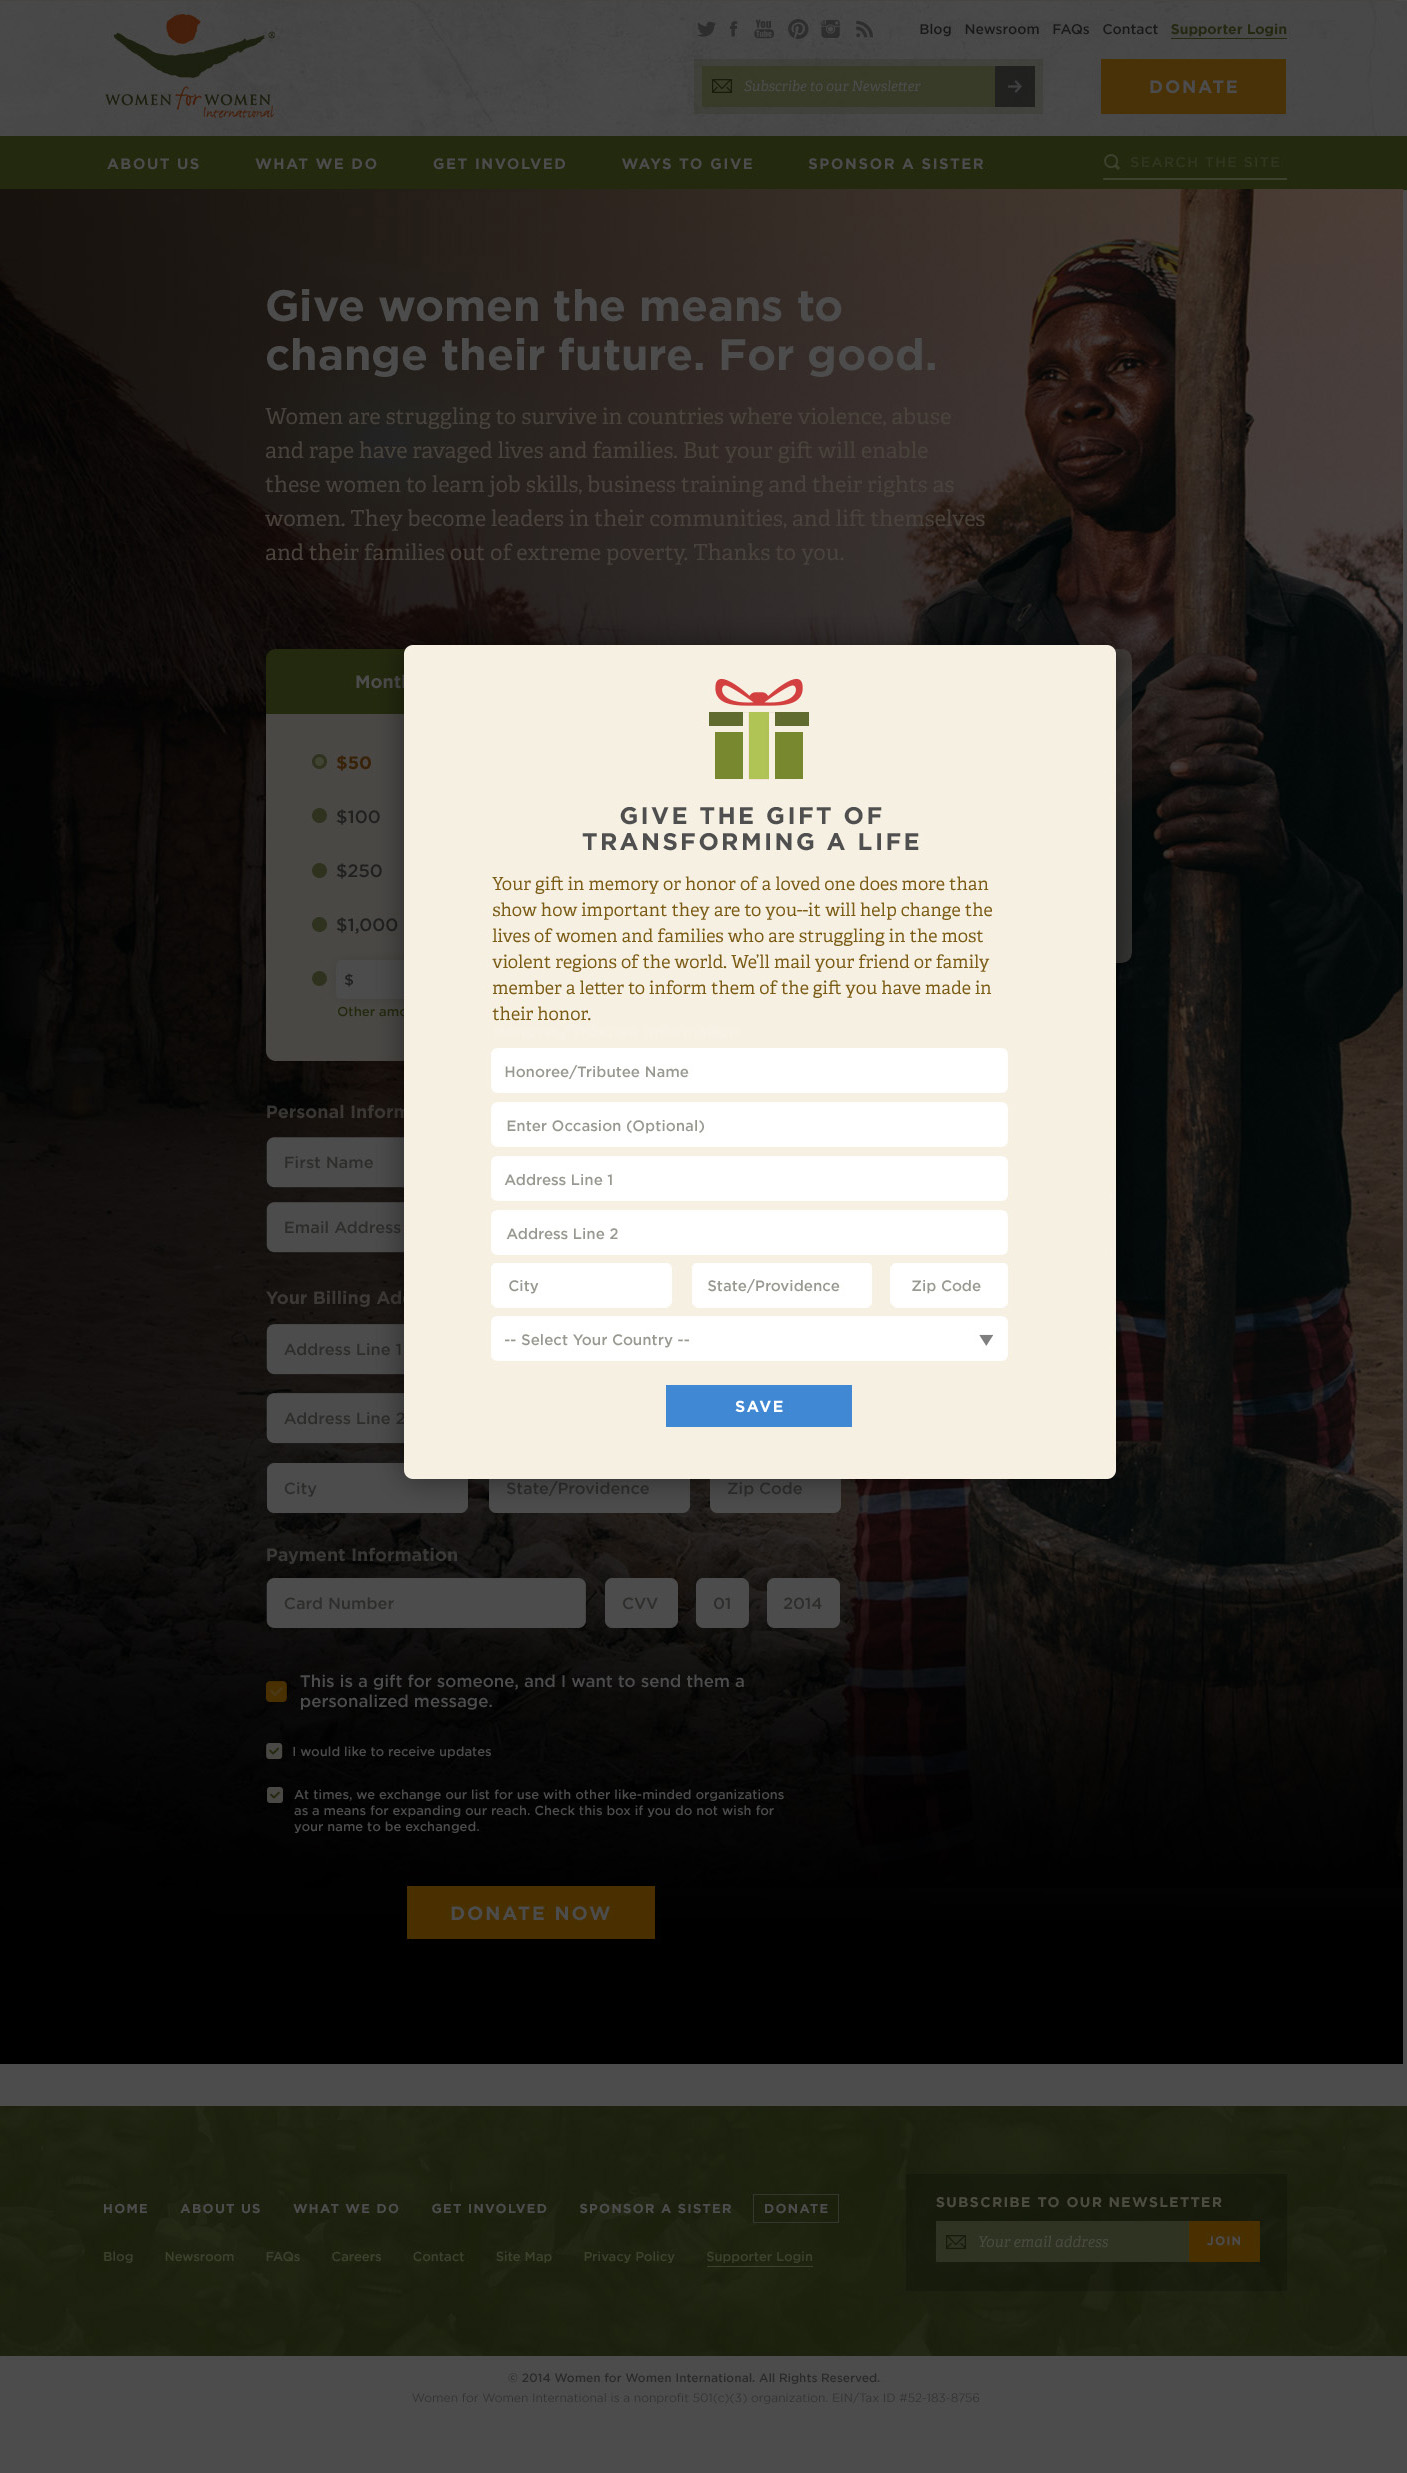 WOMEN for WOMEN
International
Blog Newsroom FAQs Contact Supporter Login
Subscribe to our Newsletter
DONATE
ABOUT US WHAT WE DO GET INVOLVED WAYS TO GIVE SPONSOR A SISTER SEARCH THE SITE
Give women the means to
change their future. For good.
Women are struggling to survive in countries where violence, abuse
and rape have ravaged lives and families. But your gift will enable
these women to learn job skills, business training and their rights as
women. They become leaders in their communities, and lift themselves
and their families out of extreme poverty. Thanks to you.
$50
$100
$250
$1,000
$
Other
GIVE THE GIFT OF
TRANSFORMING A LIFE
Your gift in memory or honor of a loved one does more than
show how important they are to you--it will help change the
lives of women and families who are struggling in the most
violent regions of the world. We'll mail your friend or family
member a letter to inform them of the gift you have made in
their honor.
Honoree/Tributee Name
Enter Occasion (Optional)
Address Line 1
Address Line 2
City State/Providence Zip Code
-- Select Your Country --
SAVE
Personal
First Name
Email Address
Your Billing
Address Line 1
Address Line 2
City State/Providence Zip Code
Payment Information
Card Number CVV 01 2014
This is a gift for someone, and I want to send them a
personalized message.
I would like to receive updates
At times, we exchange our list for use with other like-minded organizations
as a means for expanding our reach. Check this box if you do not wish for
your name to be exchanged.
DONATE NOW
HOME ABOUT US WHAT WE DO GET INVOLVED SPONSOR A SISTER DONATE
Blog Newsroom FAQs Careers Contact Site Map Privacy Policy Supporter Login
SUBSCRIBE TO OUR NEWSLETTER
Your email address JOIN
© 2014 Women for Women International. All Rights Reserved.
Women for Women International is a nonprofit 501(c)(3) organization. EIN/Tax ID #52-183-8756